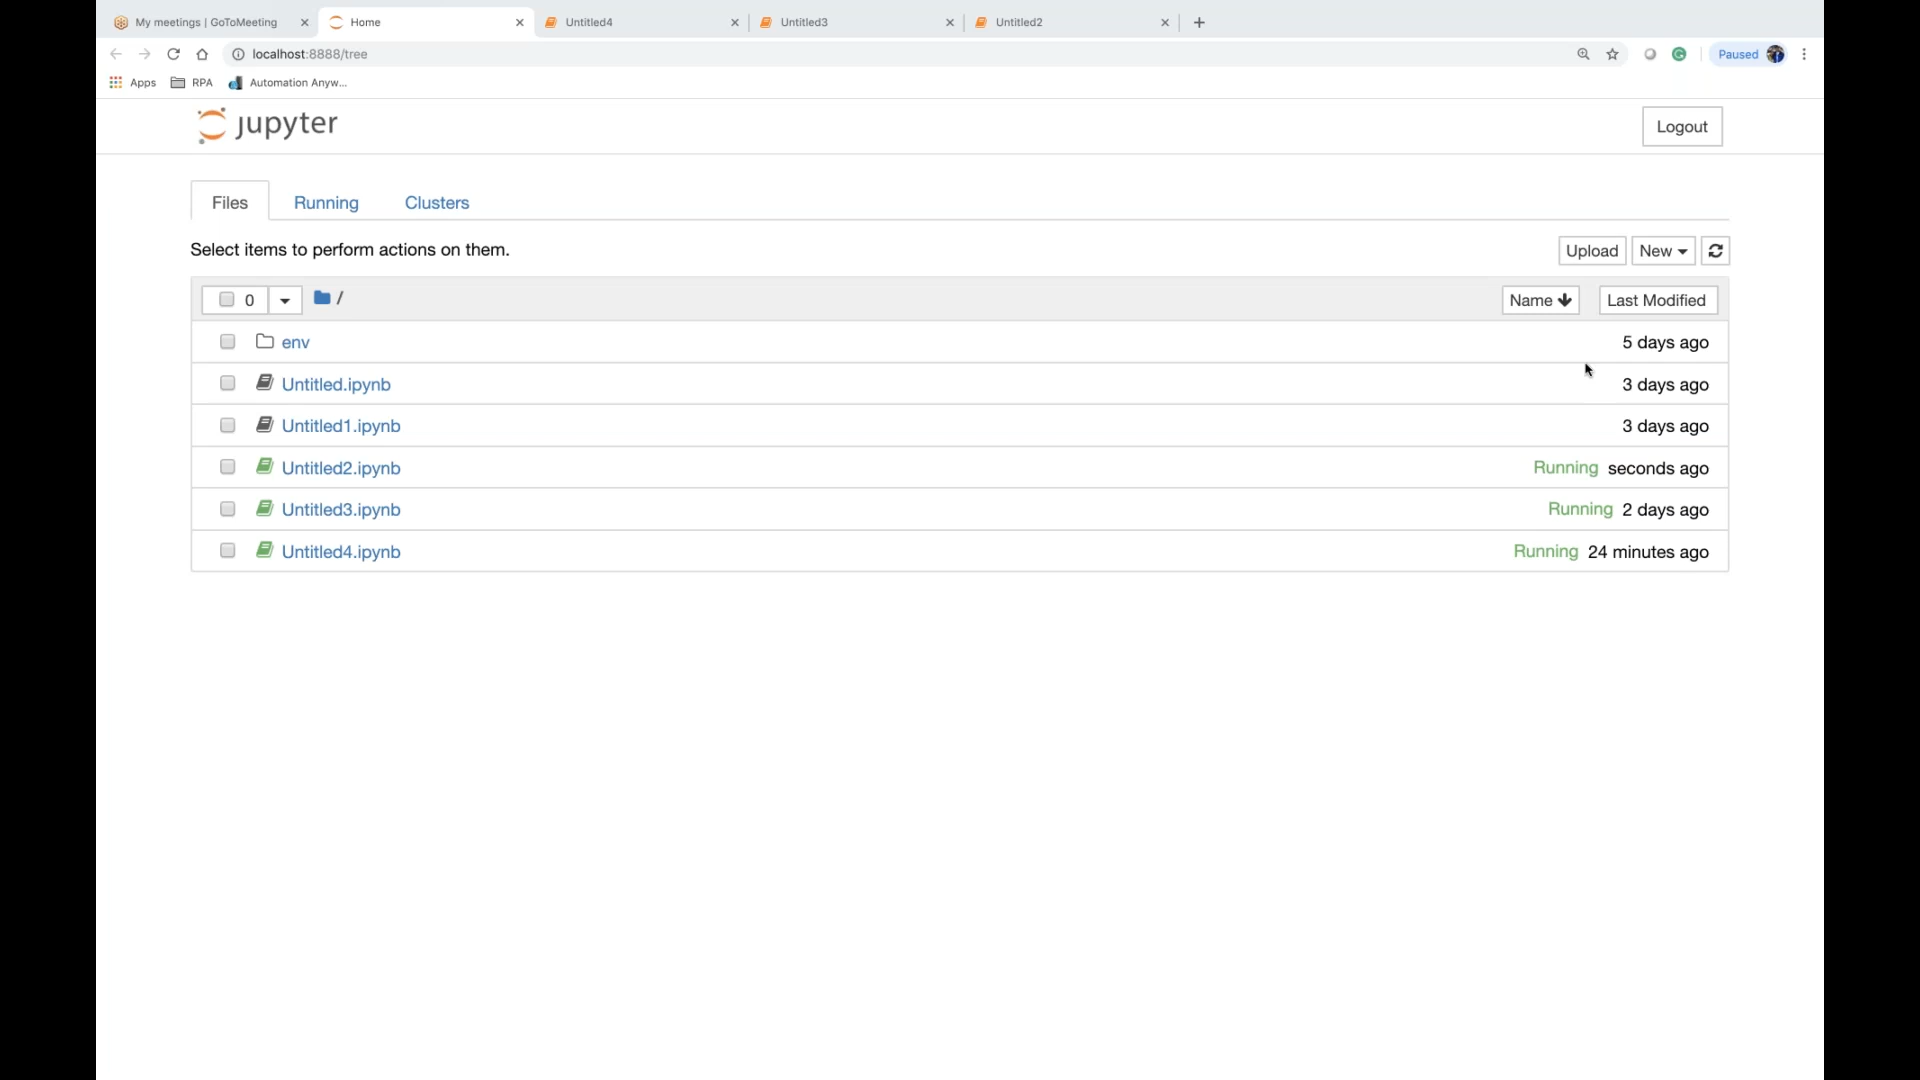 My meetings | GoToMeeting
Home
Untitled4
Untitled3
Untitled2
localhost:8888/tree
Paused
Apps
RPA
Automation Anyw...
jupyter
Logout
Files
Running
Clusters
Select items to perform actions on them.
Upload
New
0
/
Name
Last Modified
env
5 days ago
Untitled.ipynb
3 days ago
Untitled1.ipynb
3 days ago
Untitled2.ipynb
Running seconds ago
Untitled3.ipynb
Running 2 days ago
Untitled4.ipynb
Running 24 minutes ago